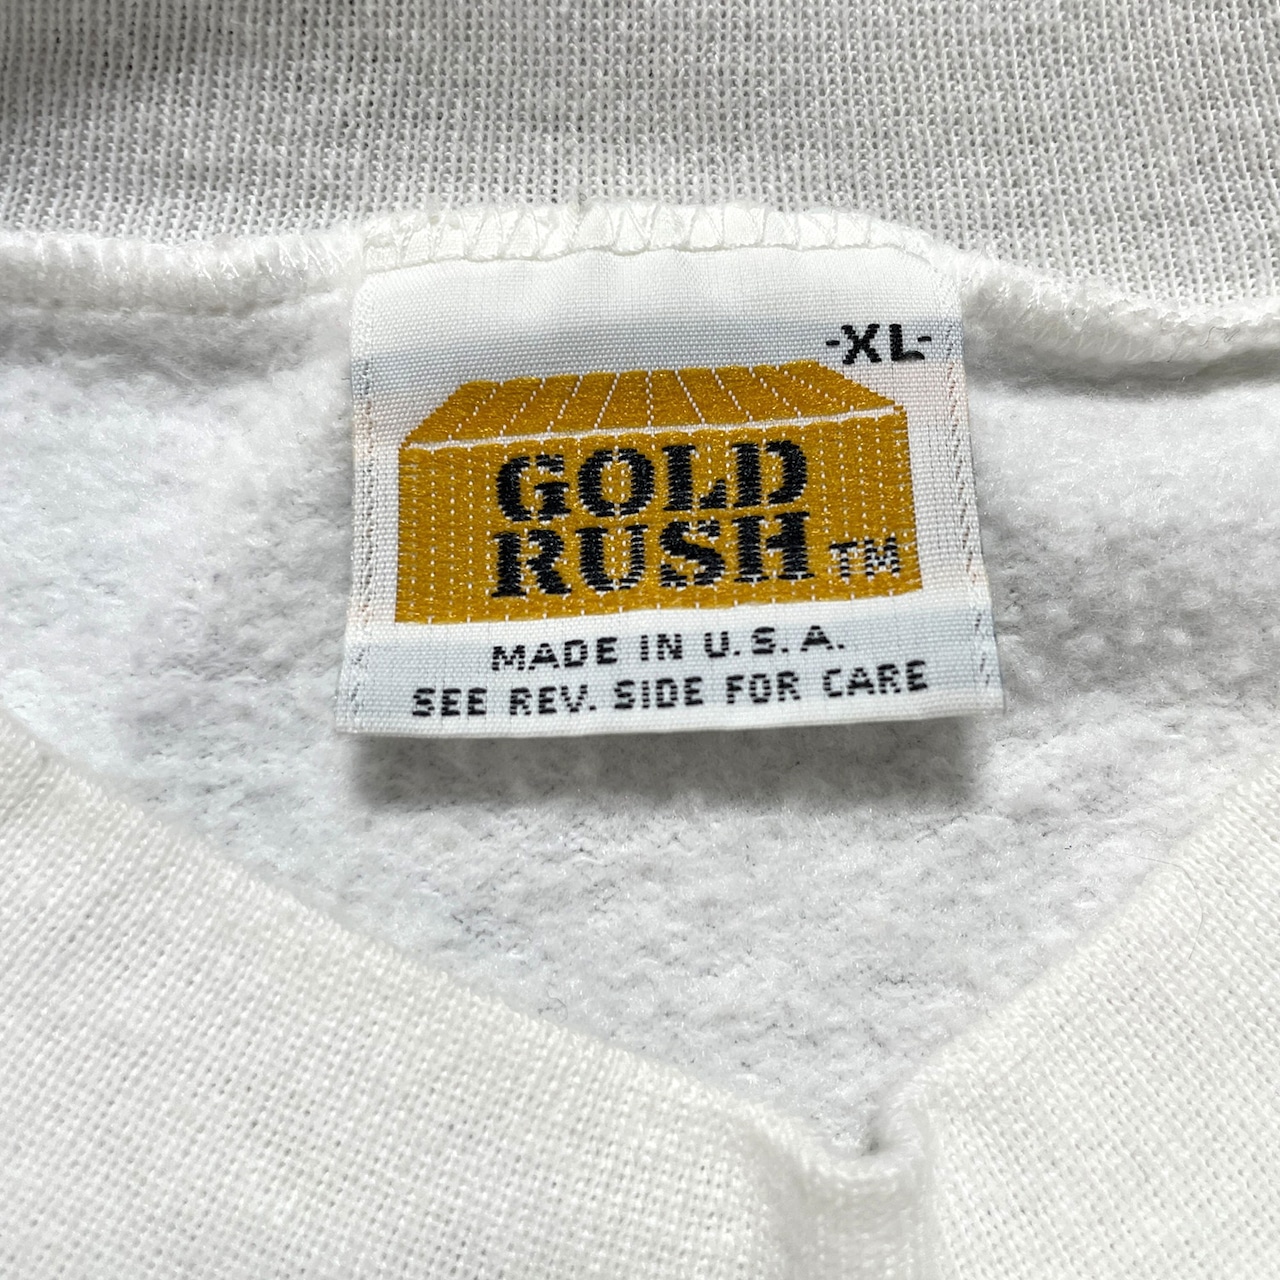 -XL-
GOLD
RUSH TM
MADE IN U.S.A.
SEE REV. SIDE FOR CARE